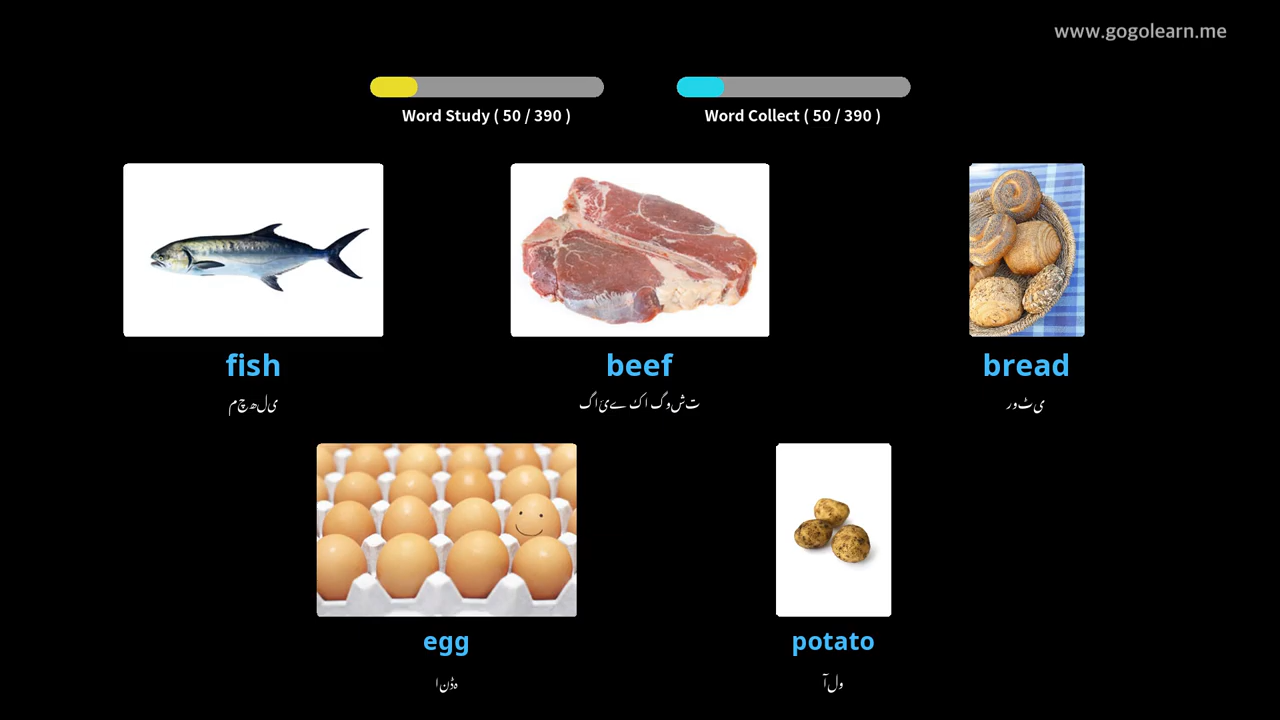 www.gogolearn.me
Word Study ( 50 / 390 )
Word Collect ( 50 / 390 )
fish
مچھلی
beef
گائے کا گوشت
bread
روٹی
egg
انڈہ
potato
آلو